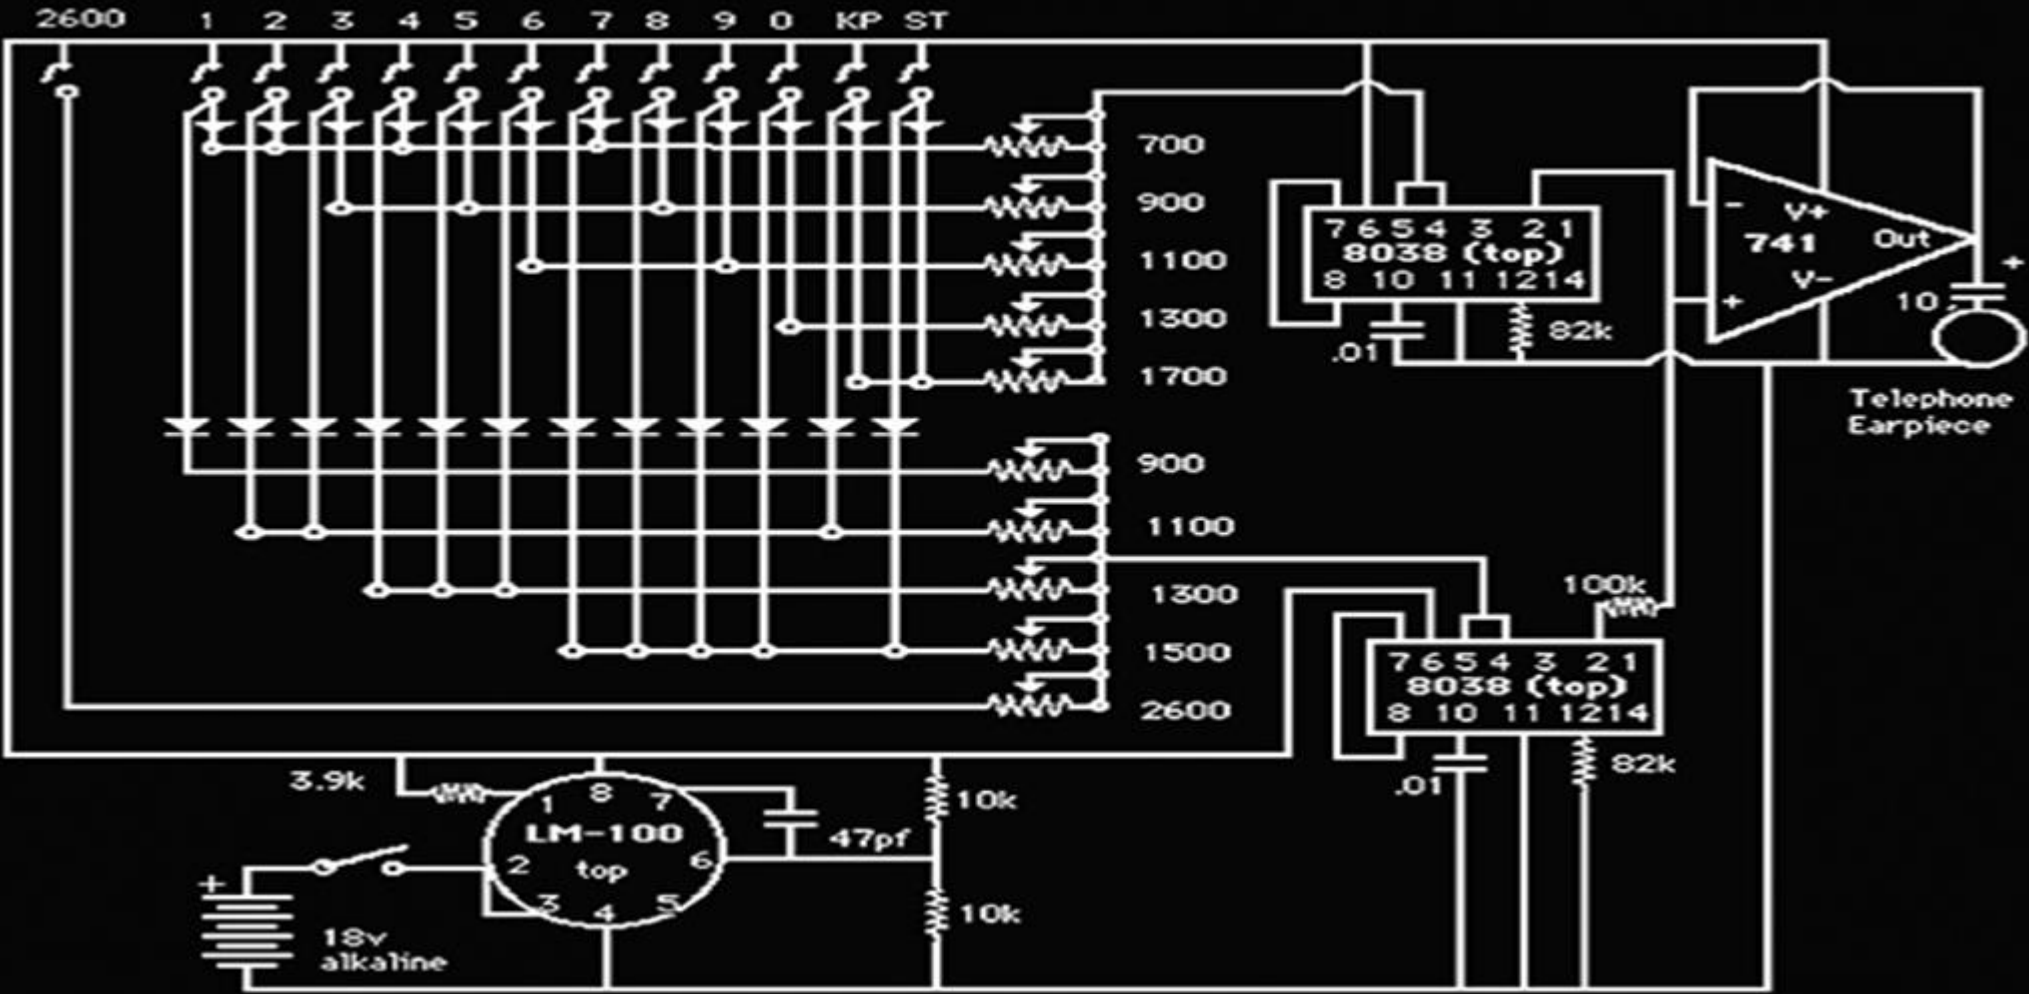 2600 1 2 3 4 5 6 7 8 9 0 KP ST
700
900
1100
1300
1700
900
1100
1300
1500
2600
7 6 5 4 3 2 1
8038 (top)
8 10 11 12 14
.01
82k
- V+
741 Out
V-
+
+
10
Telephone
Earpiece
100k
7 6 5 4 3 2 1
8038 (top)
8 10 11 12 14
.01
82k
3.9k
1 8 7
LM-100
2 top 6
3 4 5
47pf
10k
10k
+
18v
alkaline